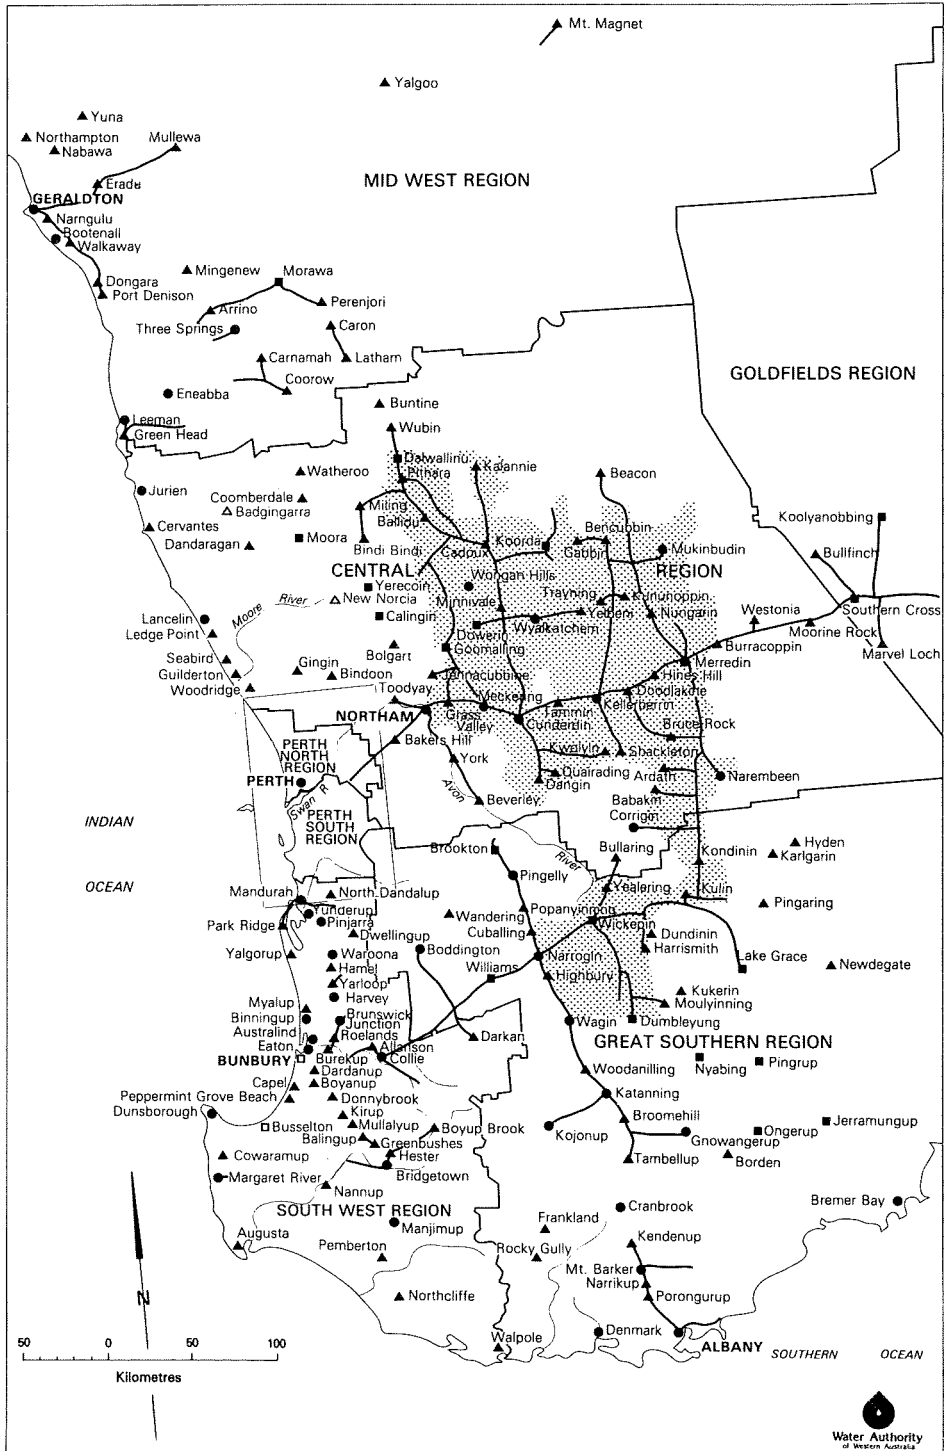 Mt. Magnet
Yalgoo
Yuna
Northampton
Mullewa
Nabawa
MID WEST REGION
Eradu
GERALDTON
Narngulu
Bootenall
Walkaway
Mingenew
Morawa
Dongara
Port Denison
Perenjori
Arrino
Three Springs
Caron
Carnamah
Latham
Coorow
GOLDFIELDS REGION
Eneabba
Buntine
Leeman
Green Head
Wubin
Dalwallinu
Pithara
Kalannie
Beacon
Watheroo
Jurien
Coomberdale
Badgingarra
Miling
Ballidu
Koolyanobbing
Cervantes
Dandaragan
Moora
Bindi Bindi
Cadoux
Koorda
Gabbin
Bencubbin
Mukinbudin
Bullfinch
CENTRAL
REGION
Yerecoin
Wongan Hills
Kununoppin
Trayning
River
New Norcia
Minnivale
Yelbeni
Nungarin
Westonia
Southern Cross
Lancelin
Moore
Calingiri
Dowerin
Wyalkatchem
Moorine Rock
Ledge Point
Bolgart
Goomalling
Burracoppin
Marvel Loch
Seabird
Merredin
Guilderton
Gingin
Bindoon
Jennacubbine
Hines Hill
Woodridge
Toodyay
Meckering
Doodlakine
NORTHAM
Glass
Valley
Cunderdin
Tammin
Kellerberrin
Bruce Rock
PERTH
NORTH
REGION
Bakers Hill
York
Kwolyin
Shackleton
PERTH
Quairading
Ardath
Narembeen
Swan R
Avon
Dangin
Babakin
Beverley
Corrigin
PERTH
SOUTH
REGION
INDIAN
Brookton
River
Bullaring
Kondinin
Hyden
Karlgarin
OCEAN
Mandurah
North Dandalup
Pingelly
Yealering
Kulin
Pingaring
Yunderup
Pinjarra
Popanyinning
Wickepin
Park Ridge
Wandering
Dwellingup
Cuballing
Dundinin
Harrismith
Yalgorup
Waroona
Boddington
Narrogin
Lake Grace
Newdegate
Hamel
Williams
Highbury
Yarloop
Kukerin
Harvey
Moulyinning
Myalup
Binningup
Brunswick
Junction
Wagin
Dumbleyung
Australind
Roelands
Darkan
GREAT SOUTHERN REGION
Eaton
Allanson
BUNBURY
Burekup
Collie
Nyabing
Pingrup
Dardanup
Woodanilling
Capel
Boyanup
Peppermint Grove Beach
Donnybrook
Katanning
Dunsborough
Kirup
Broomehill
Jerramungup
Busselton
Mullalyup
Boyup Brook
Kojonup
Gnowangerup
Ongerup
Balingup
Greenbushes
Cowaramup
Hester
Tambellup
Borden
Margaret River
Bridgetown
Nannup
Bremer Bay
SOUTH WEST REGION
Cranbrook
Manjimup
Frankland
Augusta
Kendenup
Pemberton
Rocky Gully
Mt. Barker
Narrikup
Northcliffe
Porongurup
N
Denmark
Walpole
ALBANY
SOUTHERN
OCEAN
50 0 50 100
Kilometres
Water Authority
of Western Australia